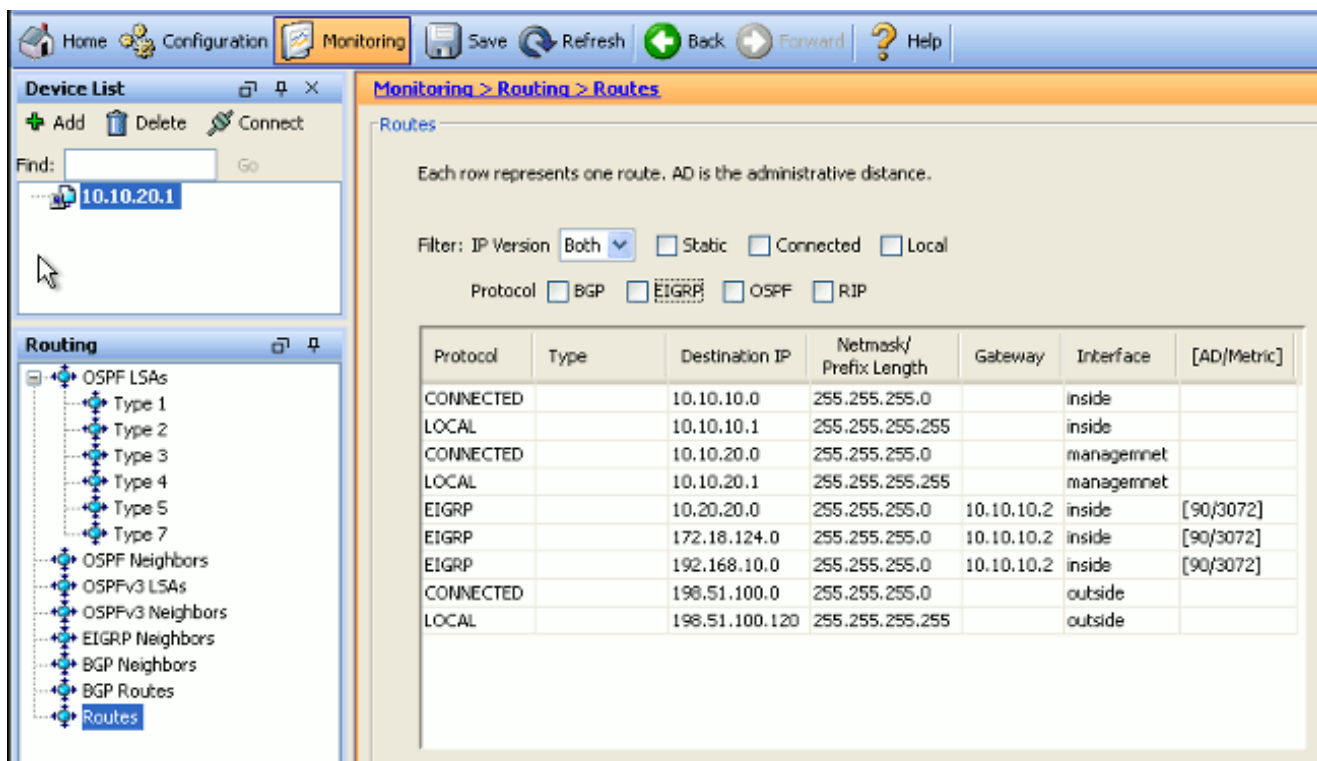 Home Configuration Monitoring Save Refresh Back Forward Help
Device List
Add Delete Connect
Find: Go
10.10.20.1
Routing
OSPF LSAs
Type 1
Type 2
Type 3
Type 4
Type 5
Type 7
OSPF Neighbors
OSPFv3 LSAs
OSPFv3 Neighbors
EIGRP Neighbors
BGP Neighbors
BGP Routes
Routes
Monitoring > Routing > Routes
Routes
Each row represents one route. AD is the administrative distance.
Filter: IP Version Both Static Connected Local
Protocol BGP EIGRP OSPF RIP
Protocol Type Destination IP Netmask/ Prefix Length Gateway Interface [AD/Metric]
CONNECTED 10.10.10.0 255.255.255.0 inside
LOCAL 10.10.10.1 255.255.255.255 inside
CONNECTED 10.10.20.0 255.255.255.0 managemnet
LOCAL 10.10.20.1 255.255.255.255 managemnet
EIGRP 10.20.20.0 255.255.255.0 10.10.10.2 inside [90/3072]
EIGRP 172.18.124.0 255.255.255.0 10.10.10.2 inside [90/3072]
EIGRP 192.168.10.0 255.255.255.0 10.10.10.2 inside [90/3072]
CONNECTED 198.51.100.0 255.255.255.0 outside
LOCAL 198.51.100.120 255.255.255.255 outside